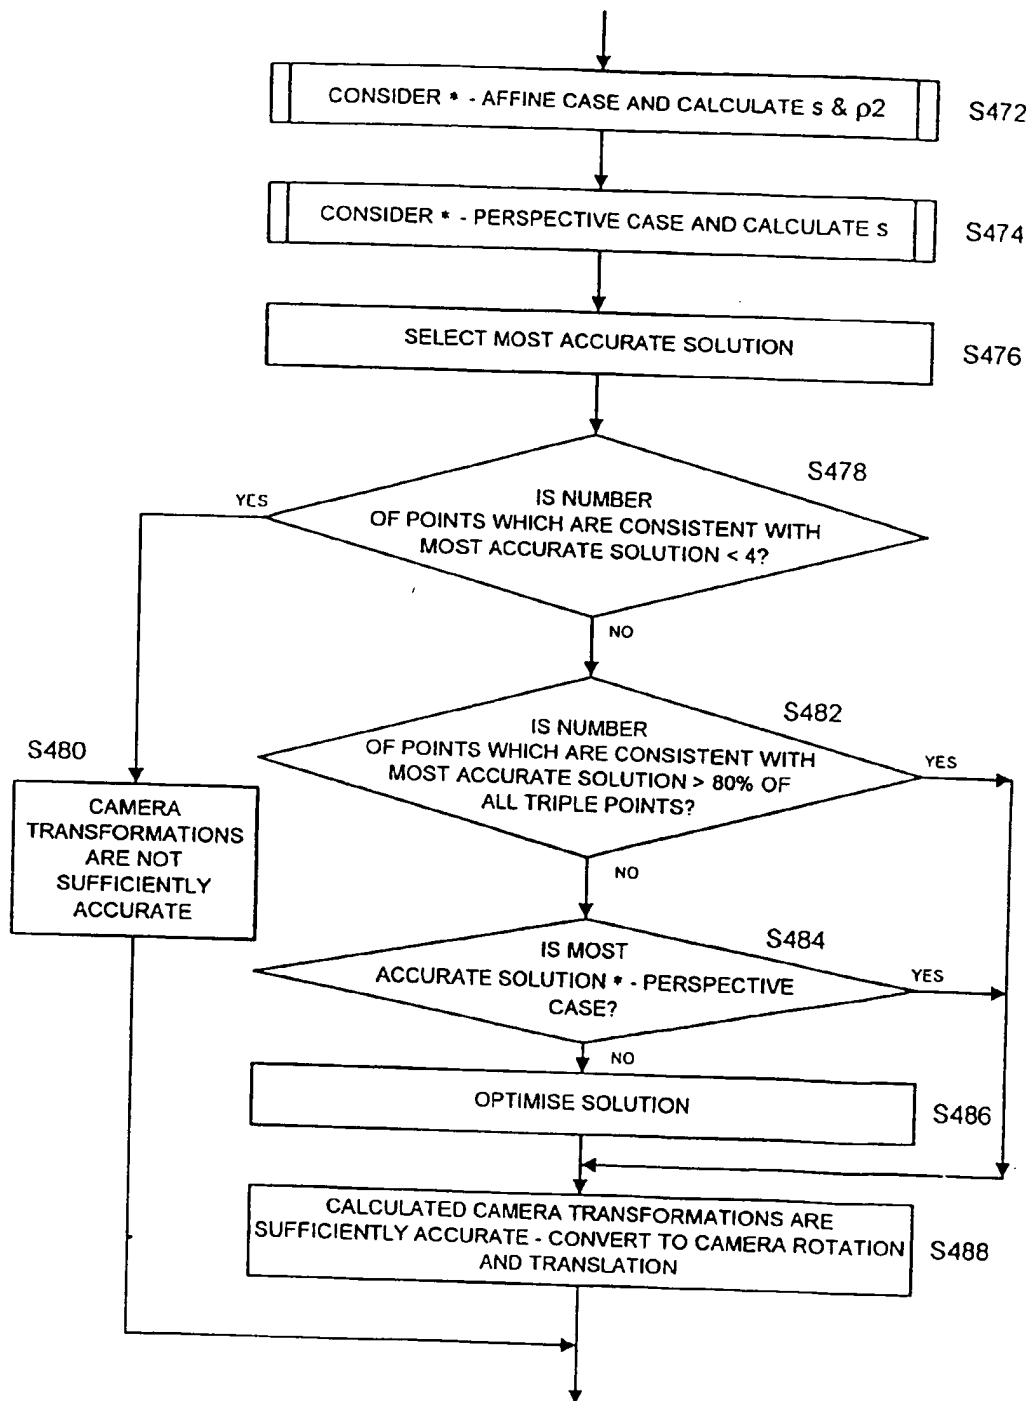 CONSIDER * - AFFINE CASE AND CALCULATE s & ρ2
S472
CONSIDER * - PERSPECTIVE CASE AND CALCULATE s
S474
SELECT MOST ACCURATE SOLUTION
S476
S478
YES
IS NUMBER
OF POINTS WHICH ARE CONSISTENT WITH
MOST ACCURATE SOLUTION < 4?
NO
S482
IS NUMBER
OF POINTS WHICH ARE CONSISTENT WITH
MOST ACCURATE SOLUTION > 80% OF
ALL TRIPLE POINTS?
YES
S480
CAMERA
TRANSFORMATIONS
ARE NOT
SUFFICIENTLY
ACCURATE
NO
S484
IS MOST
ACCURATE SOLUTION * - PERSPECTIVE
CASE?
YES
NO
OPTIMISE SOLUTION
S486
CALCULATED CAMERA TRANSFORMATIONS ARE
SUFFICIENTLY ACCURATE - CONVERT TO CAMERA ROTATION
AND TRANSLATION
S488